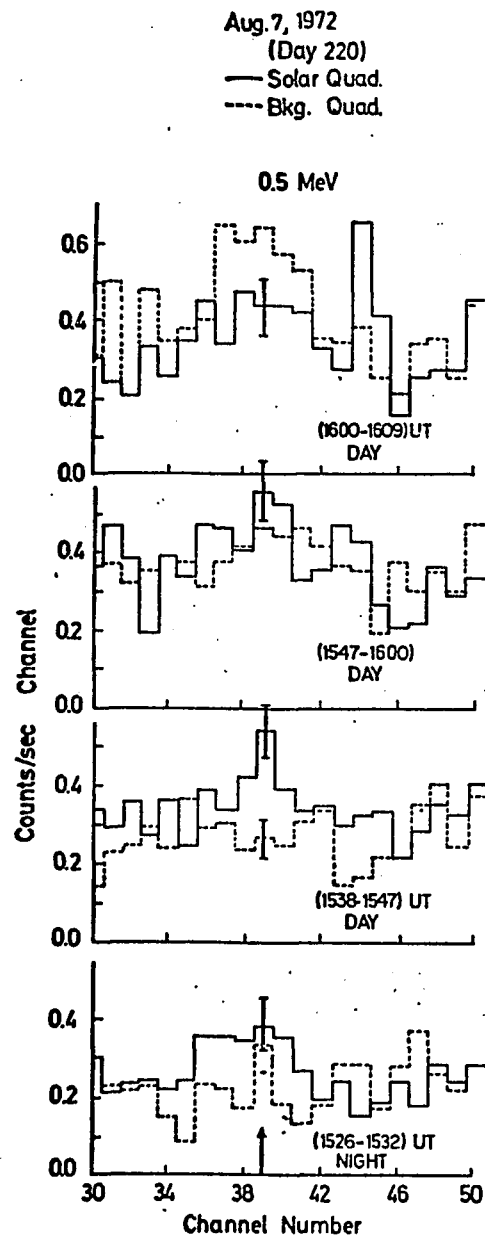 Aug. 7, 1972
(Day 220)
Solar Quad.
Bkg. Quad.
0.5 MeV
0.6
0.4
0.2
0.0
(1600-1609) UT
DAY
0.4
0.2
0.0
(1547-1600)
DAY
0.4
0.2
0.0
(1538-1547) UT
DAY
0.4
0.2
0.0
(1526-1532) UT
NIGHT
30 34 38 42 46 50
Channel Number
Counts/sec Channel